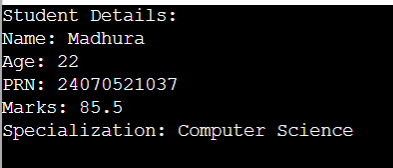 Student Details:
Name: Madhura
Age: 22
PRN: 24070521037
Marks: 85.5
Specialization: Computer Science